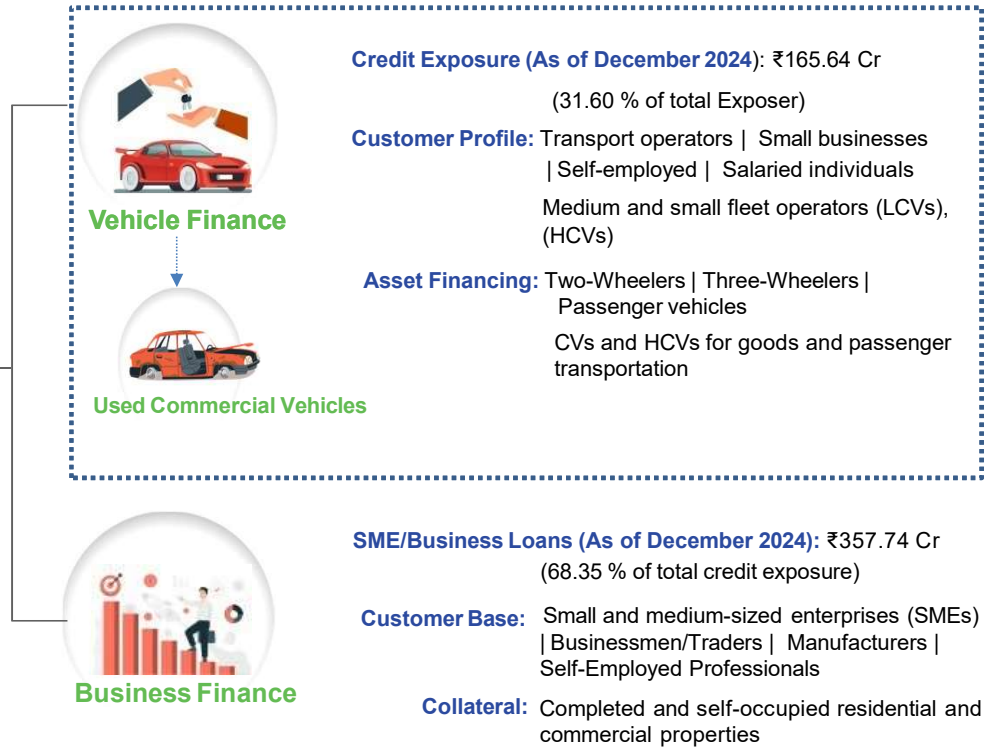 Credit Exposure (As of December 2024): ₹165.64 Cr
(31.60 % of total Exposer)
Customer Profile: Transport operators | Small businesses
| Self-employed | Salaried individuals
Medium and small fleet operators (LCVs),
(HCVs)
Vehicle Finance
Asset Financing: Two-Wheelers | Three-Wheelers |
Passenger vehicles
CVs and HCVs for goods and passenger
transportation
Used Commercial Vehicles
SME/Business Loans (As of December 2024): ₹357.74 Cr
(68.35 % of total credit exposure)
Customer Base: Small and medium-sized enterprises (SMEs)
| Businessmen/Traders | Manufacturers |
Self-Employed Professionals
Business Finance
Collateral: Completed and self-occupied residential and
commercial properties